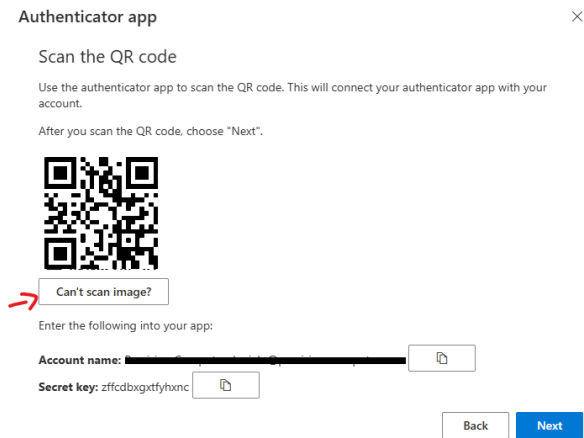 Authenticator app
Scan the QR code
Use the authenticator app to scan the QR code. This will connect your authenticator app with your
account.
After you scan the QR code, choose "Next".
Can't scan image?
Enter the following into your app:
Account name:
Secret key: zffcdbxgxtfyhxnc
Back Next